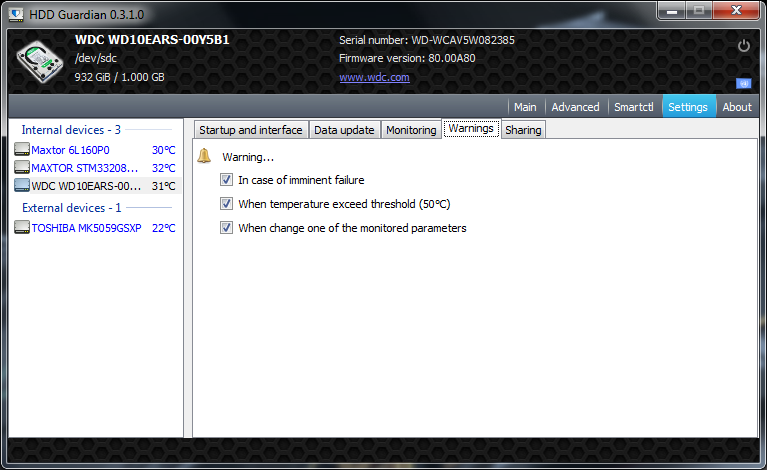 HDD Guardian 0.3.1.0
WDC WD10EARS-00Y5B1
/dev/sdc
932 GiB / 1.000 GB
Serial number: WD-WCAV5W082385
Firmware version: 80.00A80
www.wdc.com
Main Advanced Smartctl Settings About
Internal devices - 3
Maxtor 6L160P0 30°C
MAXTOR STM33208... 32°C
WDC WD10EARS-00... 31°C
External devices - 1
TOSHIBA MK5059GSXP 22°C
Startup and interface Data update Monitoring Warnings Sharing
Warning...
In case of imminent failure
When temperature exceed threshold (50°C)
When change one of the monitored parameters